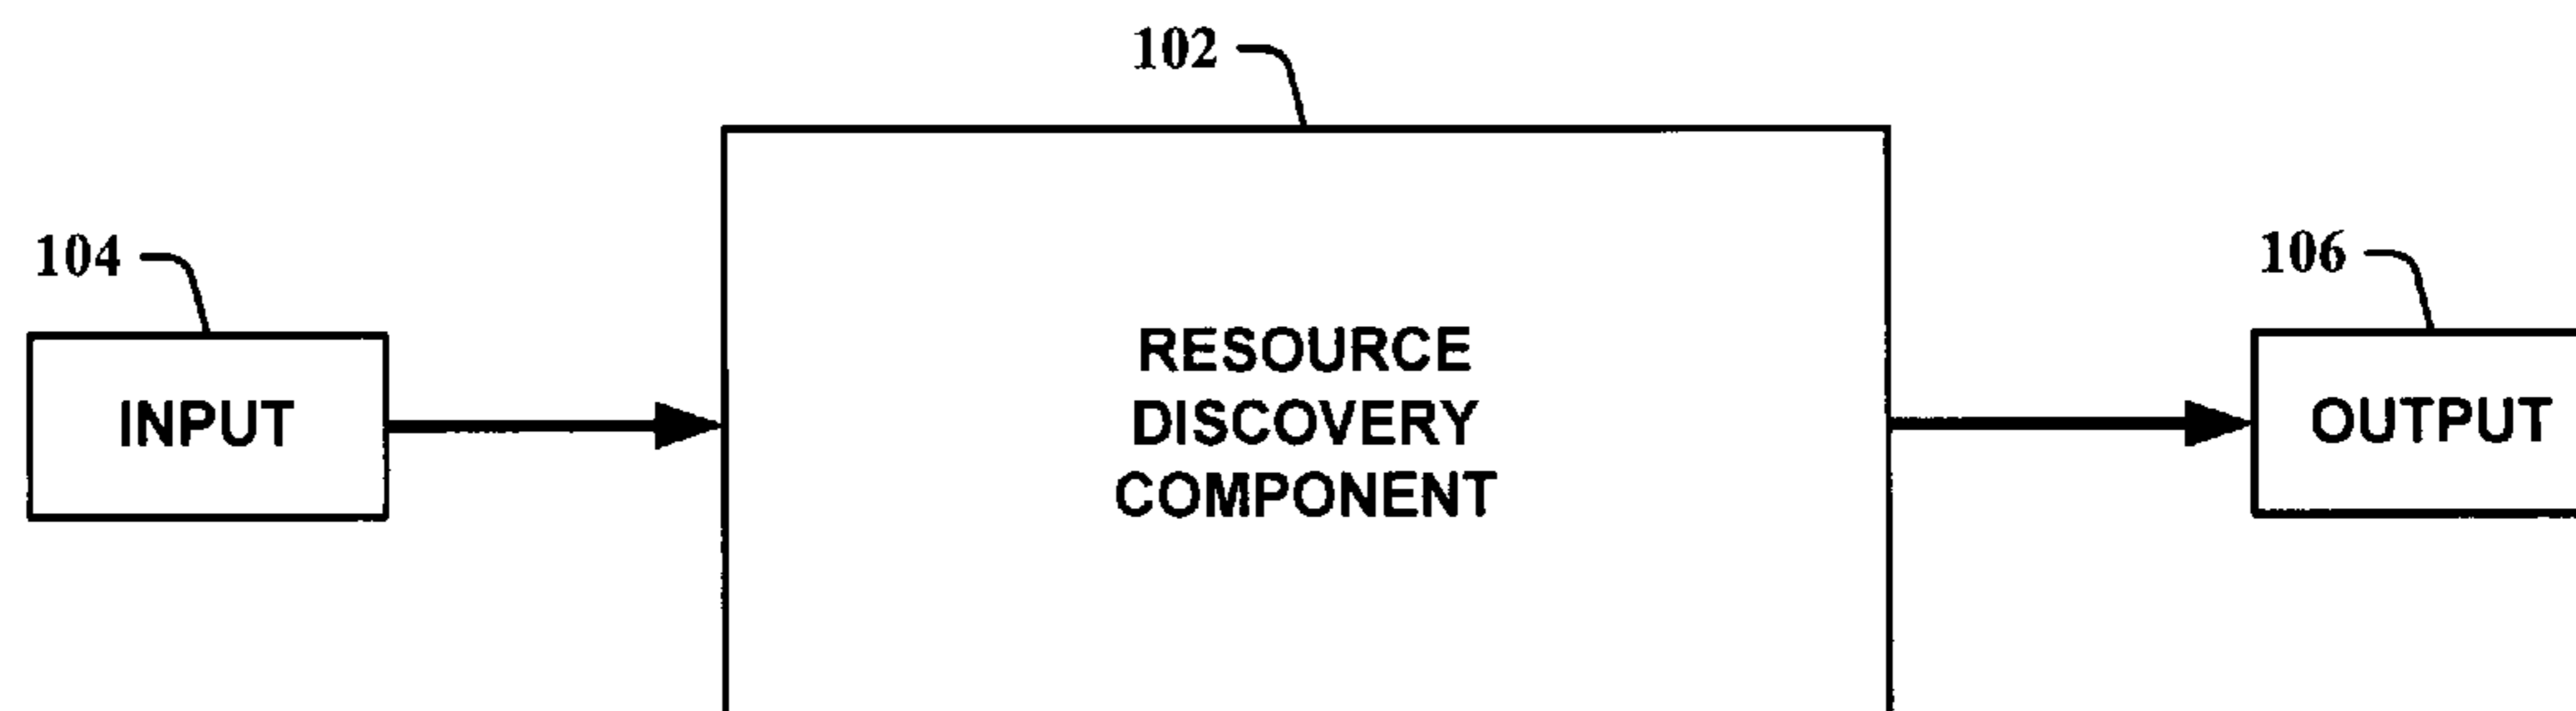 102
104
106
INPUT
RESOURCE
DISCOVERY
COMPONENT
OUTPUT